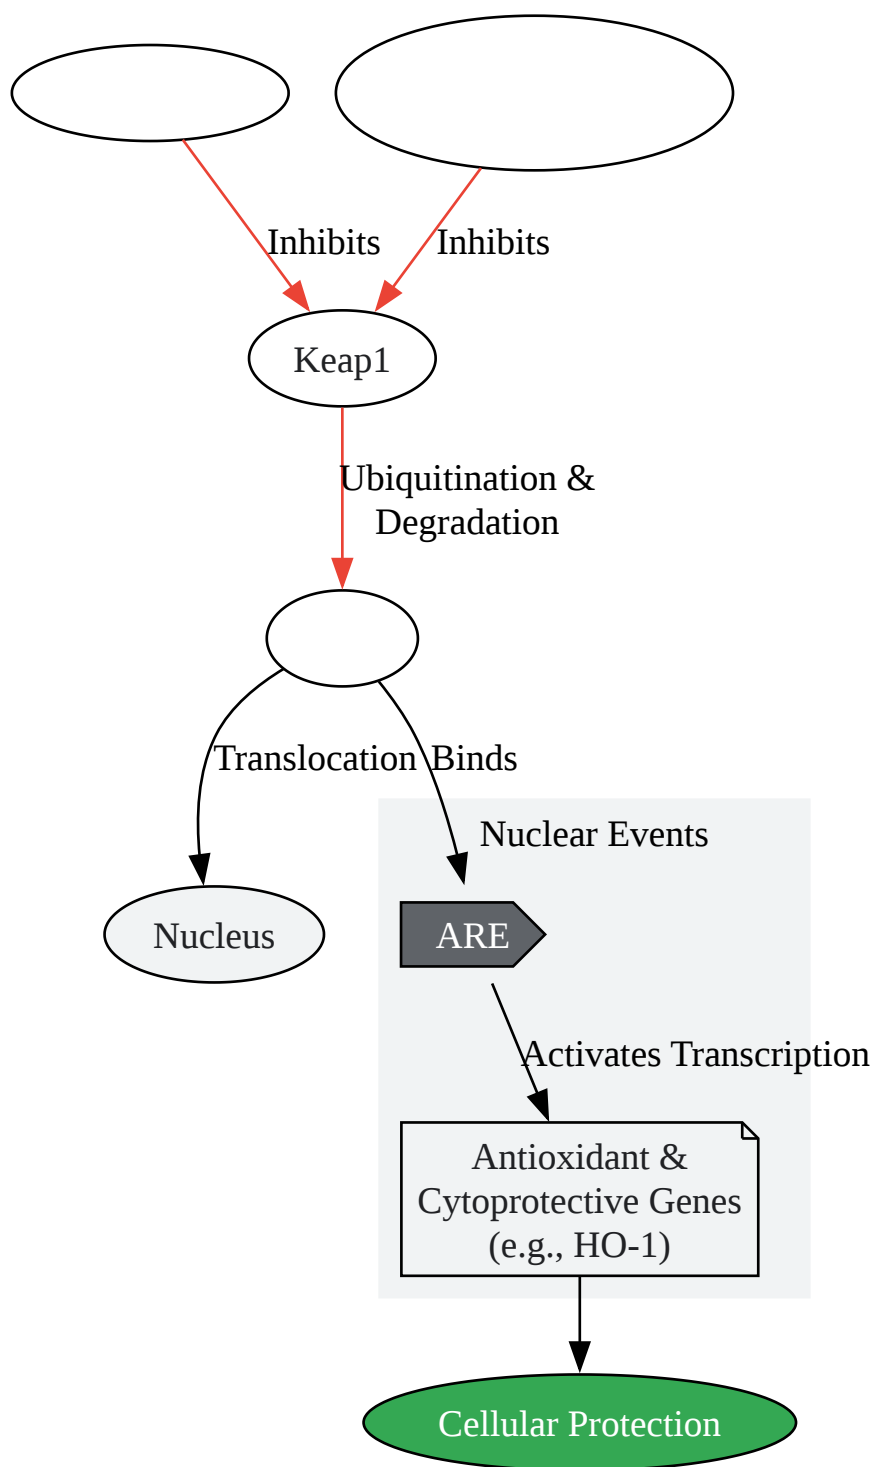 Inhibits
Inhibits
Keap1
Ubiquitination &
Degradation
Translocation
Binds
Nuclear Events
Nucleus
ARE
Activates Transcription
Antioxidant &
Cytoprotective Genes
(e.g., HO-1)
Cellular Protection